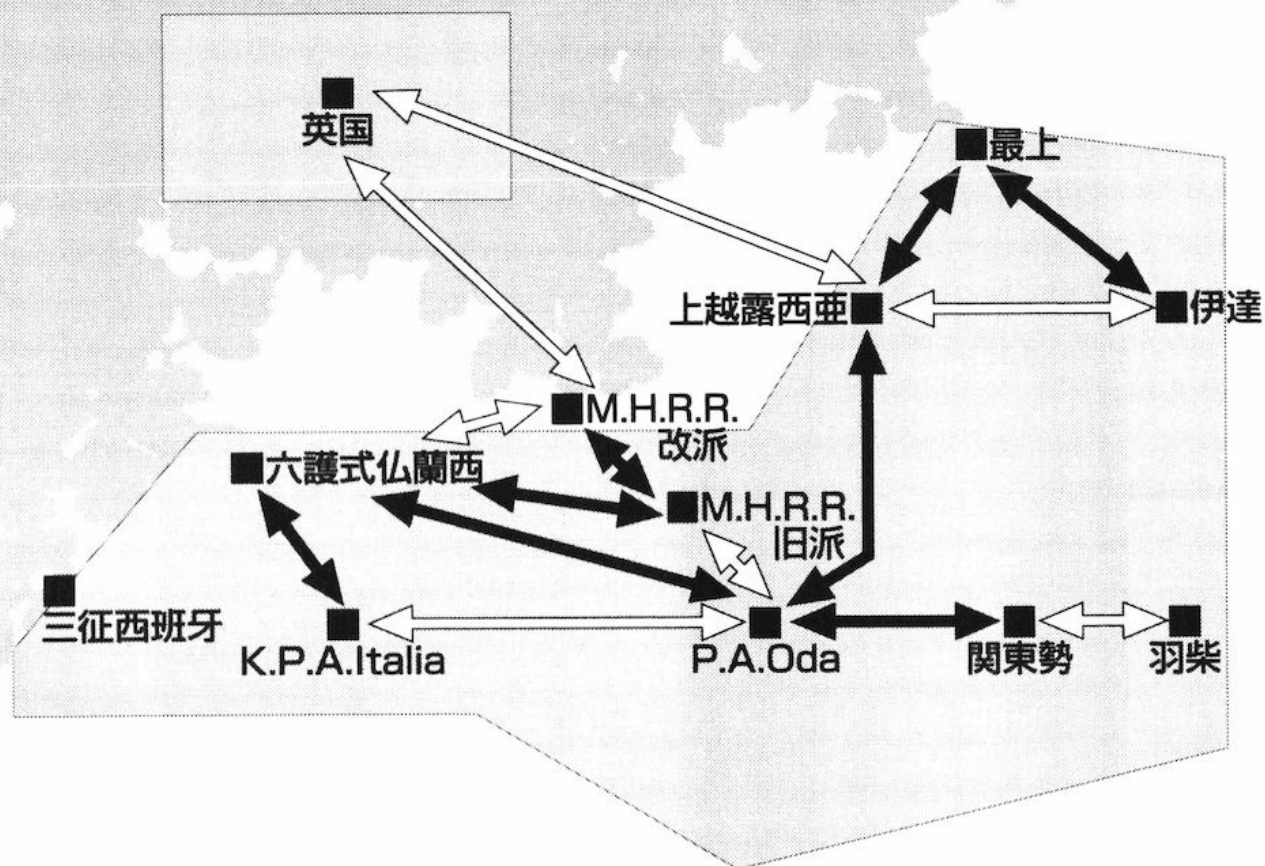 英国
最上
上越露西亜
伊達
M.H.R.R.
改派
六護式仏蘭西
M.H.R.R.
旧派
三征西班牙
K.P.A.Italia
P.A.Oda
関東勢
羽柴